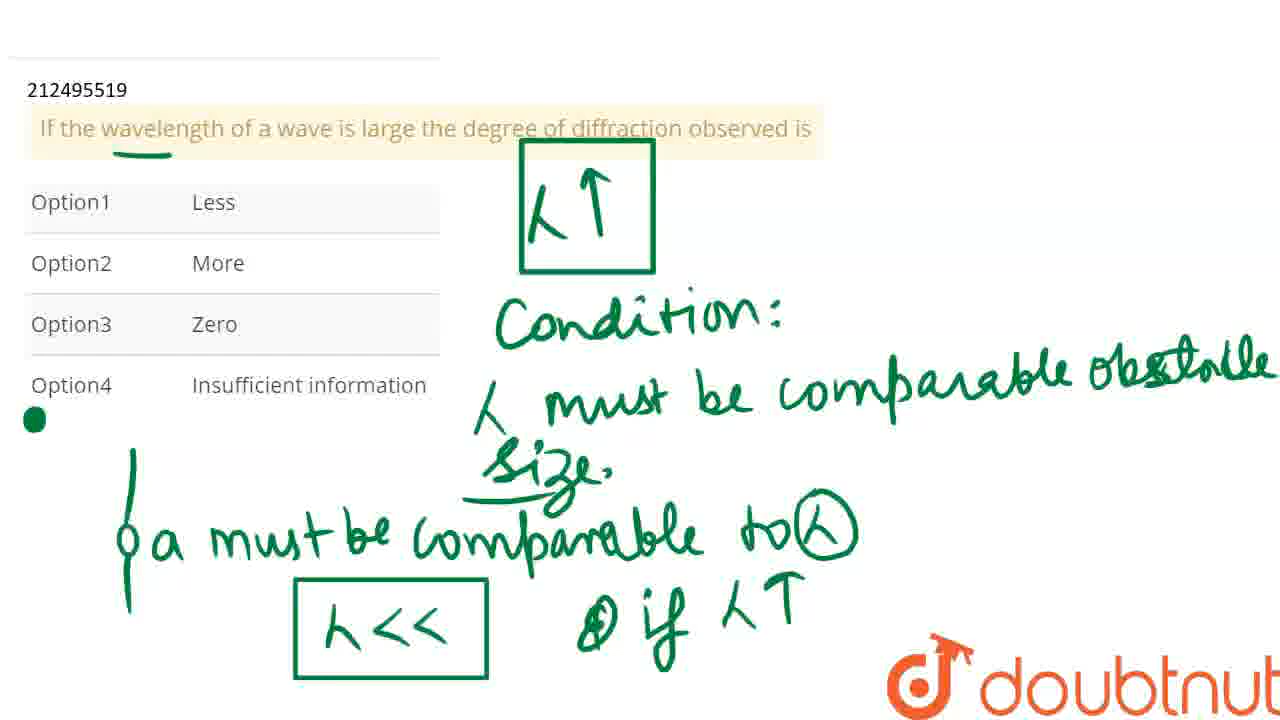 212495519
If the wavelength of a wave is large the degree of diffraction observed is
Option1 Less
Option2 More
Option3 Zero
Option4 Insufficient information
λ ↑
Condition:
λ must be comparable obstacle
size.
a must be comparable to λ
λ <<
if λ ↑
doubtnut